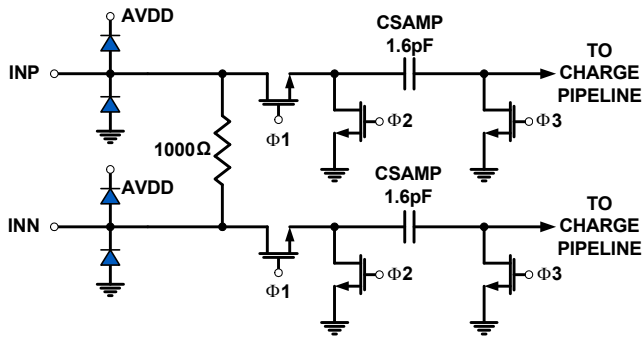 AVDD
CSAMP
1.6pF
INP
TO
CHARGE
PIPELINE
Φ1
Φ2
Φ3
1000Ω
AVDD
CSAMP
1.6pF
INN
TO
CHARGE
PIPELINE
Φ1
Φ2
Φ3